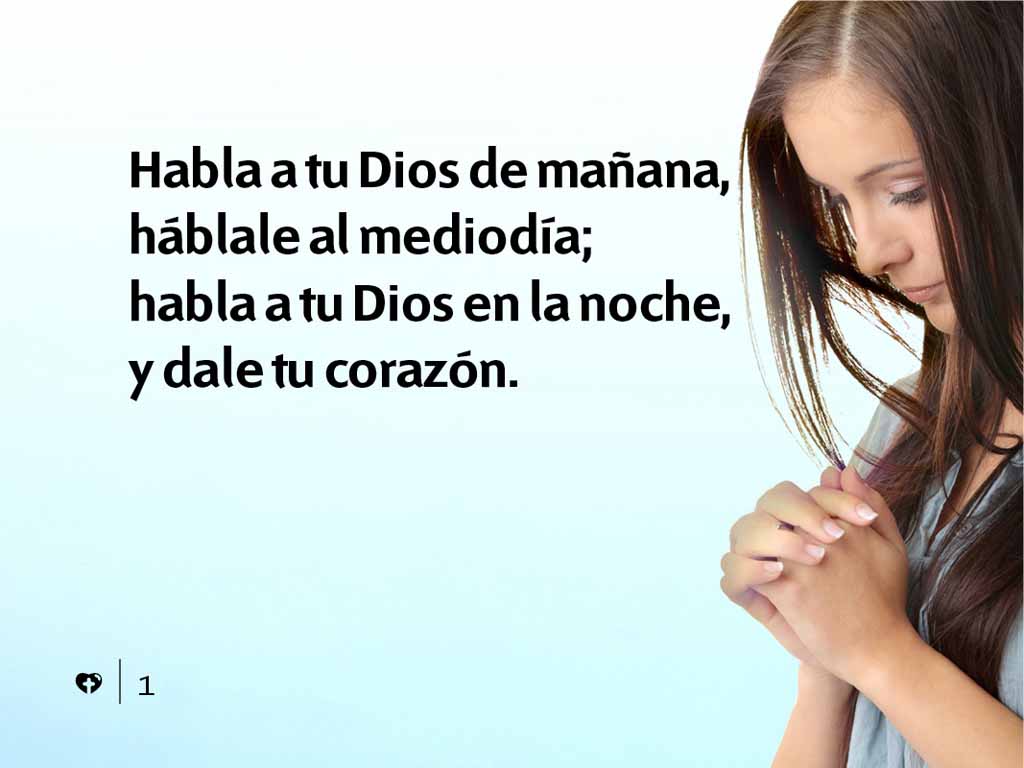 Habla a tu Dios de mañana,
háblale al mediodía;
habla a tu Dios en la noche,
y dale tu corazón.
1